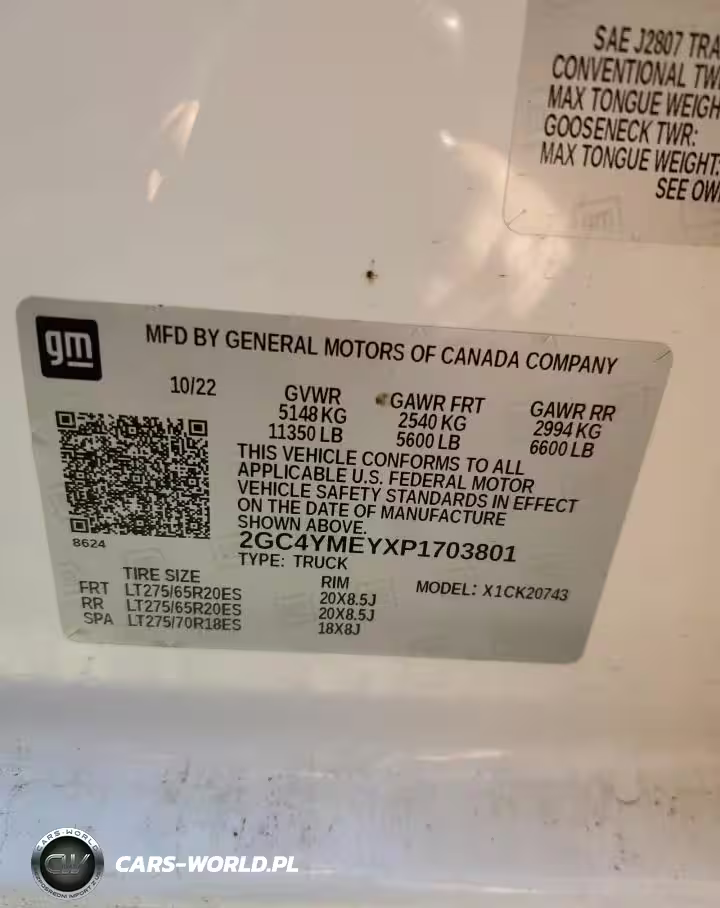 SAE J2807 TRA
CONVENTIONAL TW
MAX TONGUE WEIGH
GOOSENECK TWR:
MAX TONGUE WEIGHT:
SEE OW
gm
MFD BY GENERAL MOTORS OF CANADA COMPANY
10/22 GVWR GAWR FRT GAWR RR
5148 KG 2540 KG 2994 KG
11350 LB 5600 LB 6600 LB
THIS VEHICLE CONFORMS TO ALL
APPLICABLE U.S. FEDERAL MOTOR
VEHICLE SAFETY STANDARDS IN EFFECT
ON THE DATE OF MANUFACTURE
SHOWN ABOVE.
8624
2GC4YMEYXP1703801
TYPE: TRUCK
TIRE SIZE RIM MODEL: X1CK20743
FRT LT275/65R20ES 20X8.5J
RR LT275/65R20ES 20X8.5J
SPA LT275/70R18ES 18X8J
CARS-WORLD
CW
CARS-WORLD.PL